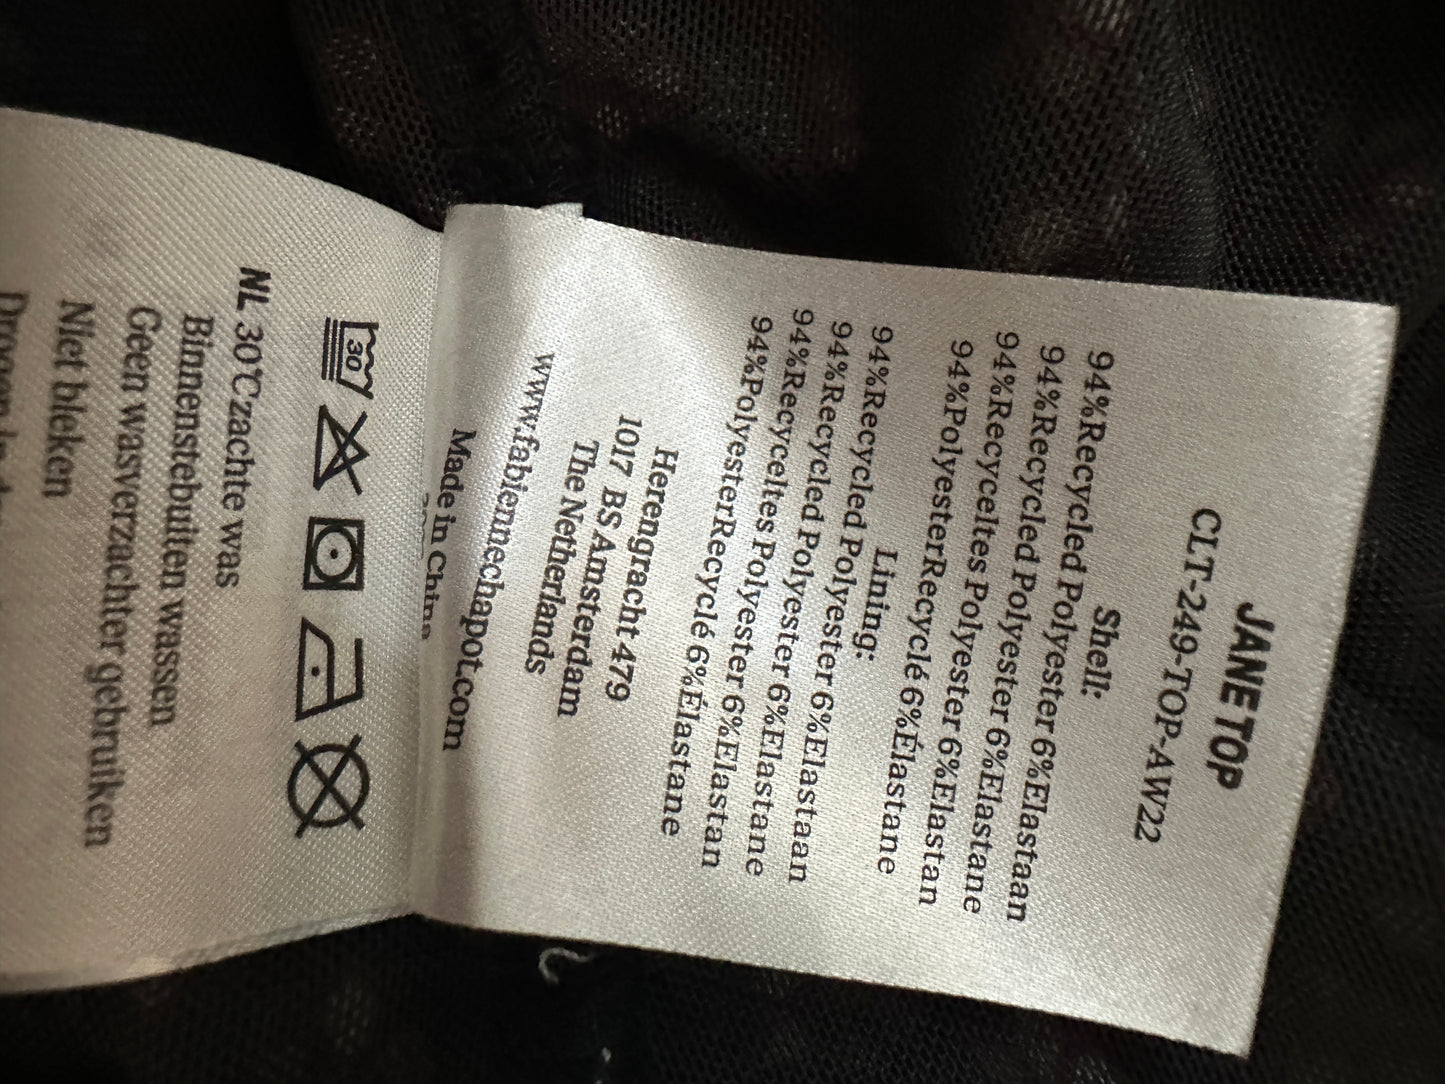 JANE TOP
CLT-249-TOP-AW22
Shell:
94%Recycled Polyester 6%Elastaan
94%Recycled Polyester 6%Elastane
94%Recyceltes Polyester 6%Elastan
94%PolyesterRecyclé 6%Élastane
Lining:
94%Recycled Polyester 6%Elastaan
94%Recycled Polyester 6%Elastane
94%Recyceltes Polyester 6%Elastan
94%PolyesterRecyclé 6%Élastane
Herengracht 479
1017 BS Amsterdam
The Netherlands
www.fabiennechapot.com
Made in China
30
NL 30℃zachte was
Binnenstebuiten wassen
Geen wasverzachter gebruiken
Niet bleken